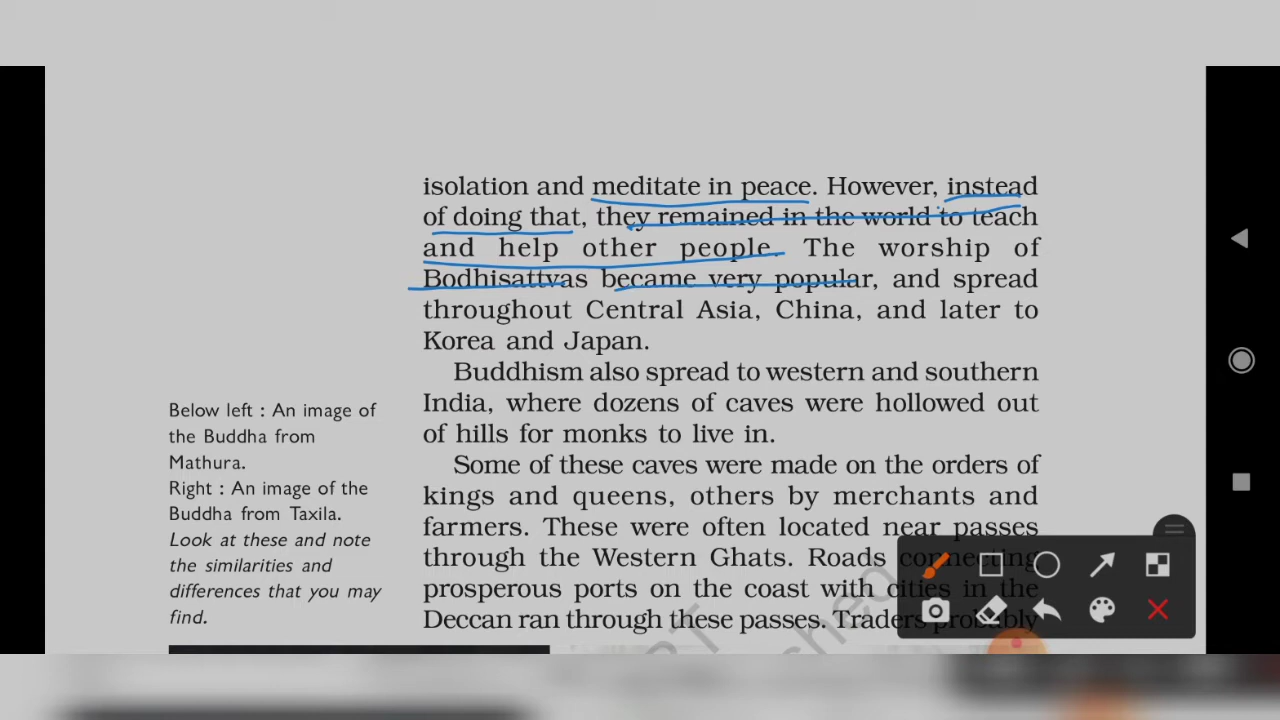 isolation and meditate in peace. However, instead
of doing that, they remained in the world to teach
and help other people. The worship of
Bodhisattvas became very popular, and spread
throughout Central Asia, China, and later to
Korea and Japan.
Buddhism also spread to western and southern
India, where dozens of caves were hollowed out
of hills for monks to live in.
Some of these caves were made on the orders of
kings and queens, others by merchants and
farmers. These were often located near passes
through the Western Ghats. Roads connecting
prosperous ports on the coast with cities in the
Deccan ran through these passes. Traders probably
Below left : An image of
the Buddha from
Mathura.
Right : An image of the
Buddha from Taxila.
Look at these and note
the similarities and
differences that you may
find.